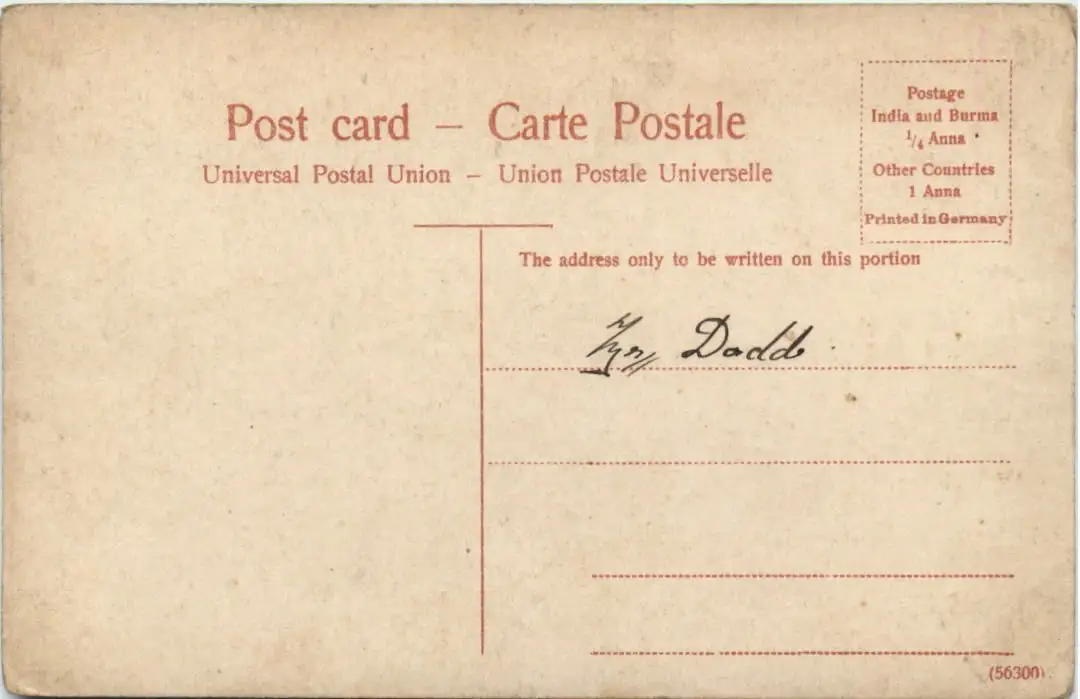 Post card – Carte Postale
Universal Postal Union – Union Postale Universelle
Postage
India and Burma
1/4 Anna
Other Countries
1 Anna
Printed in Germany
The address only to be written on this portion
Dodd
(56300)